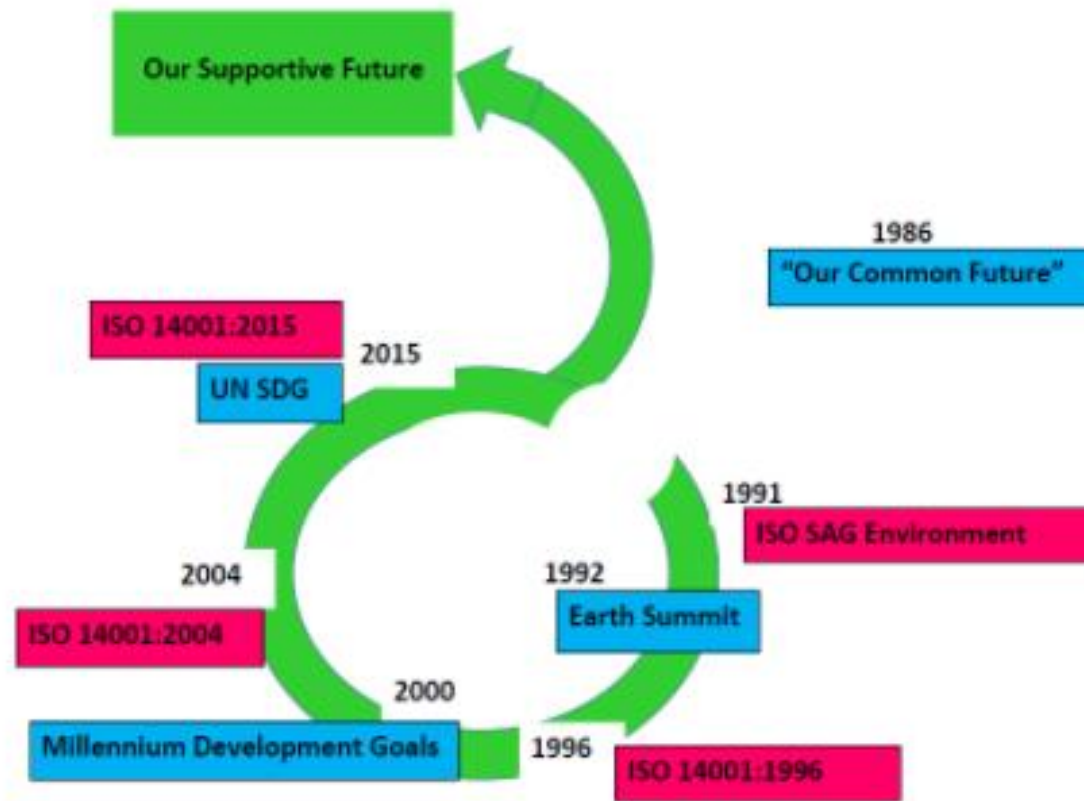 Our Supportive Future
1986
“Our Common Future”
ISO 14001:2015
2015
UN SDG
1991
ISO SAG Environment
2004
1992
ISO 14001:2004
Earth Summit
2000
Millennium Development Goals
1996
ISO 14001:1996